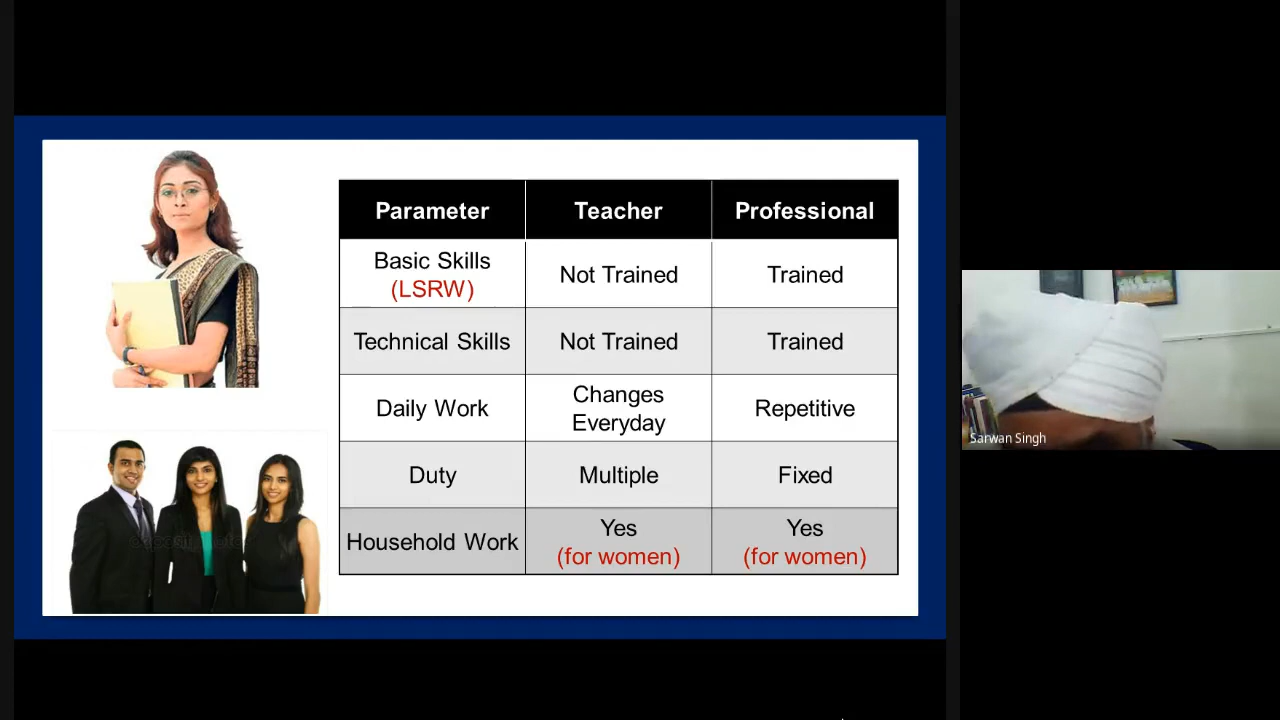 Parameter
Teacher
Professional
Basic Skills
(LSRW)
Not Trained
Trained
Technical Skills
Not Trained
Trained
Daily Work
Changes
Everyday
Repetitive
Duty
Multiple
Fixed
Household Work
Yes
(for women)
Yes
(for women)
depositphotos
Sarwan Singh